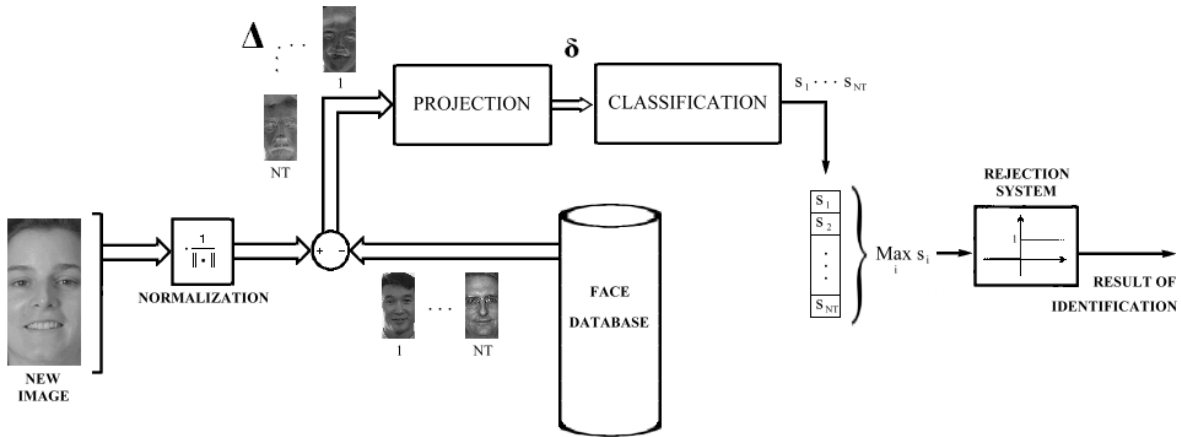 Δ
. . . .
1
NT
PROJECTION
δ
CLASSIFICATION
s1 · · · sNT
NEW
IMAGE
· 1
|| • ||
NORMALIZATION
+ -
1
· · ·
NT
FACE
DATABASE
s1
s2
·
·
·
sNT
Max si
i
REJECTION
SYSTEM
1
RESULT OF
IDENTIFICATION